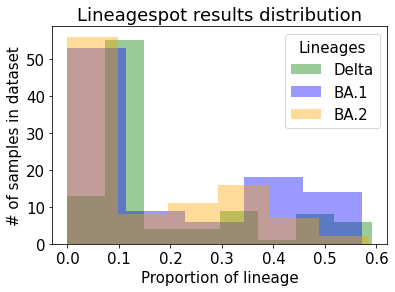 Lineagespot results distribution
# of samples in dataset
50
40
30
20
10
0
Lineages
Delta
BA.1
BA.2
0.0 0.1 0.2 0.3 0.4 0.5 0.6
Proportion of lineage